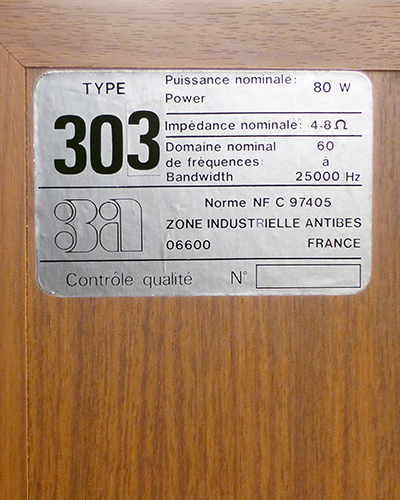 TYPE
303
Puissance nominale: 80 W
Power
Impédance nominale: 4-8 Ω
Domaine nominal 60
de fréquences: à
Bandwidth 25000 Hz
3a
Norme NF C 97405
ZONE INDUSTRIELLE ANTIBES
06600 FRANCE
Contrôle qualité N°